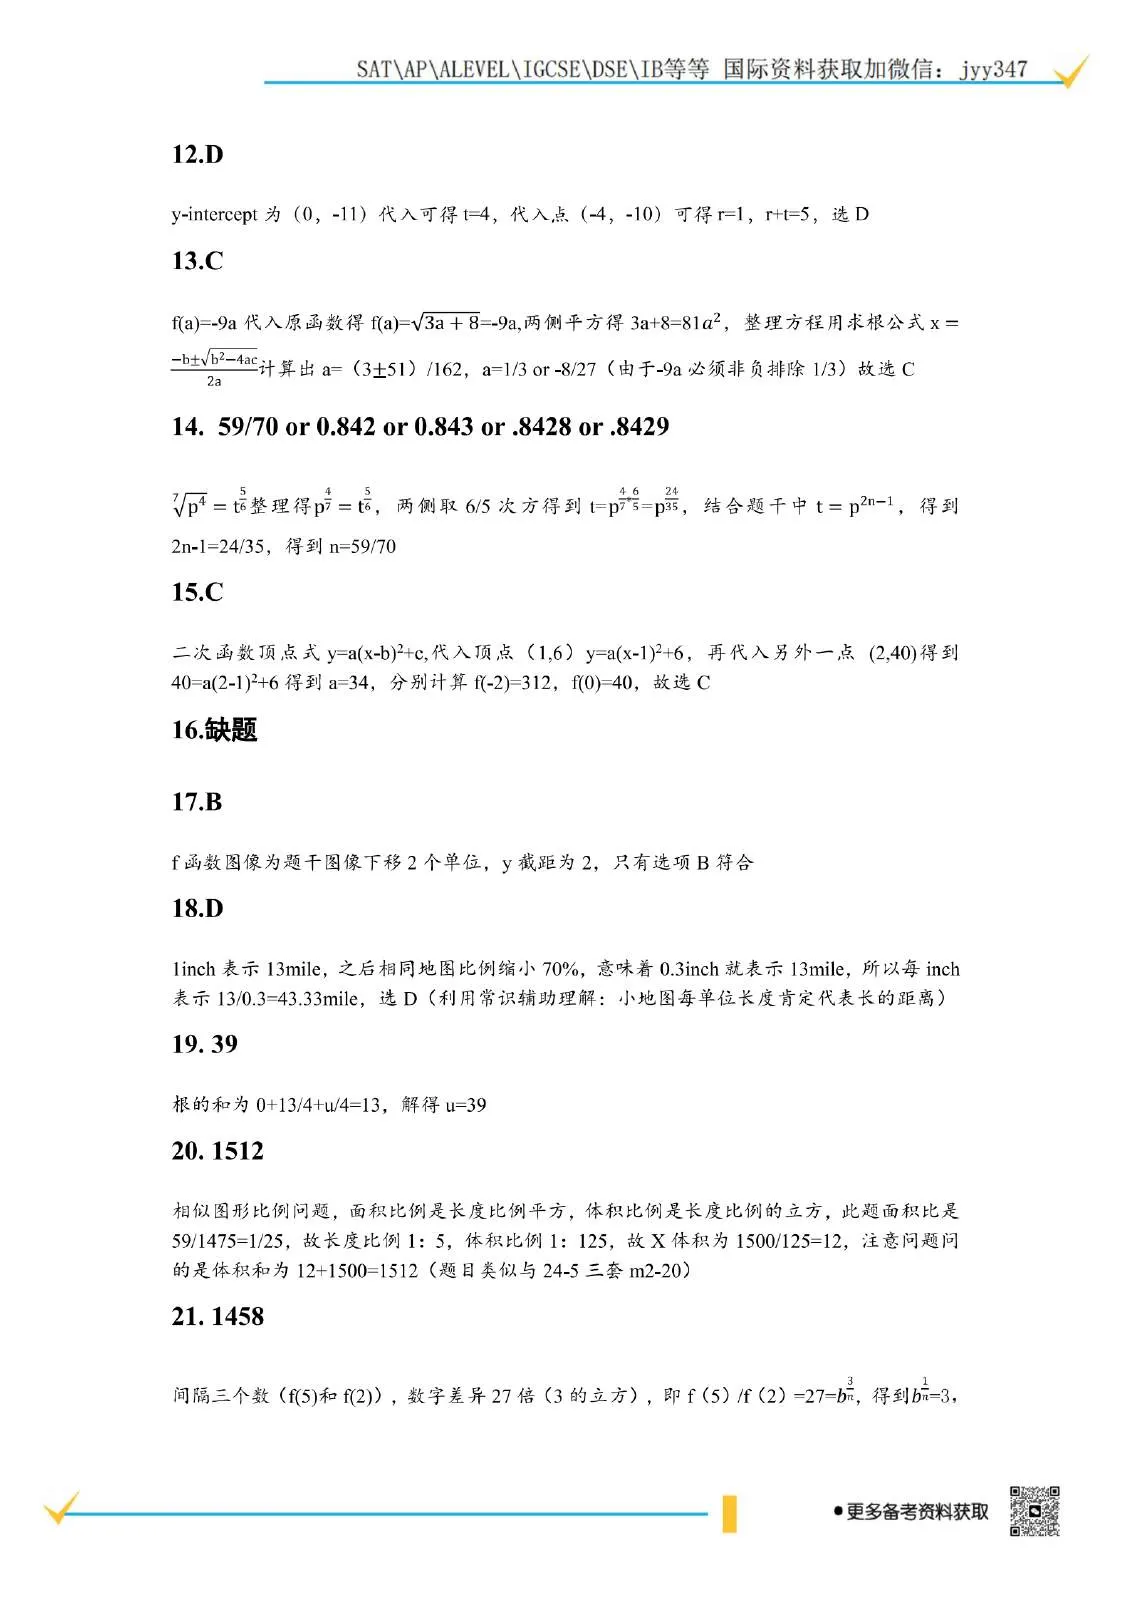 SAT\AP\ALEVEL\IGCSE\DSE\IB等等 国际资料获取加微信：jyy347
12.D
y-intercept 为（0，-11）代入可得 t=4，代入点（-4，-10）可得 r=1，r+t=5，选 D
13.C
f(a)=-9a 代入原函数得 f(a)=√(3a + 8)=-9a,两侧平方得 3a+8=81a²，整理方程用求根公式 x =
(−b±√(b²−4ac))/2a 计算出 a=（3±51）/162，a=1/3 or -8/27（由于-9a 必须非负排除 1/3）故选 C
14. 59/70 or 0.842 or 0.843 or .8428 or .8429
⁷√(p⁴) = t^(5/6)整理得p^(4/7) = t^(5/6)，两侧取 6/5 次方得到 t=p^(4/7*6/5)=p^(24/35)，结合题干中 t = p^(2n−1)，得到
2n-1=24/35，得到 n=59/70
15.C
二次函数顶点式 y=a(x-b)²+c,代入顶点（1,6）y=a(x-1)²+6，再代入另外一点 (2,40)得到
40=a(2-1)²+6 得到 a=34，分别计算 f(-2)=312，f(0)=40，故选 C
16.缺题
17.B
f 函数图像为题干图像下移 2 个单位，y 截距为 2，只有选项 B 符合
18.D
1inch 表示 13mile，之后相同地图比例缩小 70%，意味着 0.3inch 就表示 13mile，所以每 inch
表示 13/0.3=43.33mile，选 D（利用常识辅助理解：小地图每单位长度肯定代表长的距离）
19. 39
根的和为 0+13/4+u/4=13，解得 u=39
20. 1512
相似图形比例问题，面积比例是长度比例平方，体积比例是长度比例的立方，此题面积比是
59/1475=1/25，故长度比例 1：5，体积比例 1：125，故 X 体积为 1500/125=12，注意问题问
的是体积和为 12+1500=1512（题目类似与 24-5 三套 m2-20）
21. 1458
间隔三个数（f(5)和 f(2)），数字差异 27 倍（3 的立方），即 f（5）/f（2）=27=b^(3/n)，得到b^(1/n)=3，
•更多备考资料获取